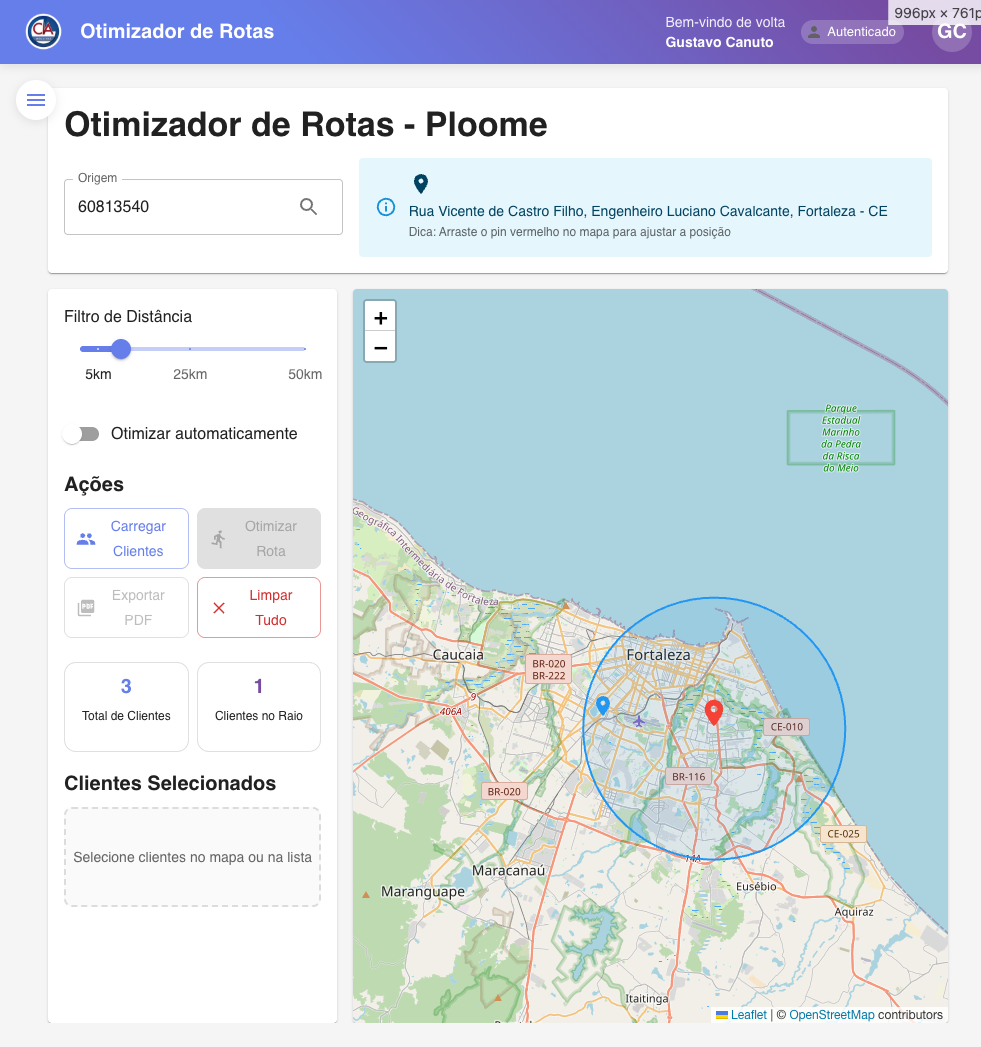 996px × 761p
Otimizador de Rotas
Bem-vindo de volta
Gustavo Canuto
Autenticado
GC
Otimizador de Rotas - Ploome
Origem
60813540
Rua Vicente de Castro Filho, Engenheiro Luciano Cavalcante, Fortaleza - CE
Dica: Arraste o pin vermelho no mapa para ajustar a posição
Filtro de Distância
5km
25km
50km
Otimizar automaticamente
Ações
Carregar
Clientes
Otimizar
Rota
Exportar
PDF
Limpar
Tudo
3
Total de Clientes
1
Clientes no Raio
Clientes Selecionados
Selecione clientes no mapa ou na lista
+
−
Parque
Estadual
Marinho
da Pedra
da Risca
do Meio
Geográfica Intermediária de Fortaleza
Caucaia
BR-020
BR-222
Fortaleza
9
406A
CE-010
BR-116
BR-020
CE-025
14A
Maracanaú
Maranguape
Eusébio
Aquiraz
Itaitinga
Leaflet | © OpenStreetMap contributors